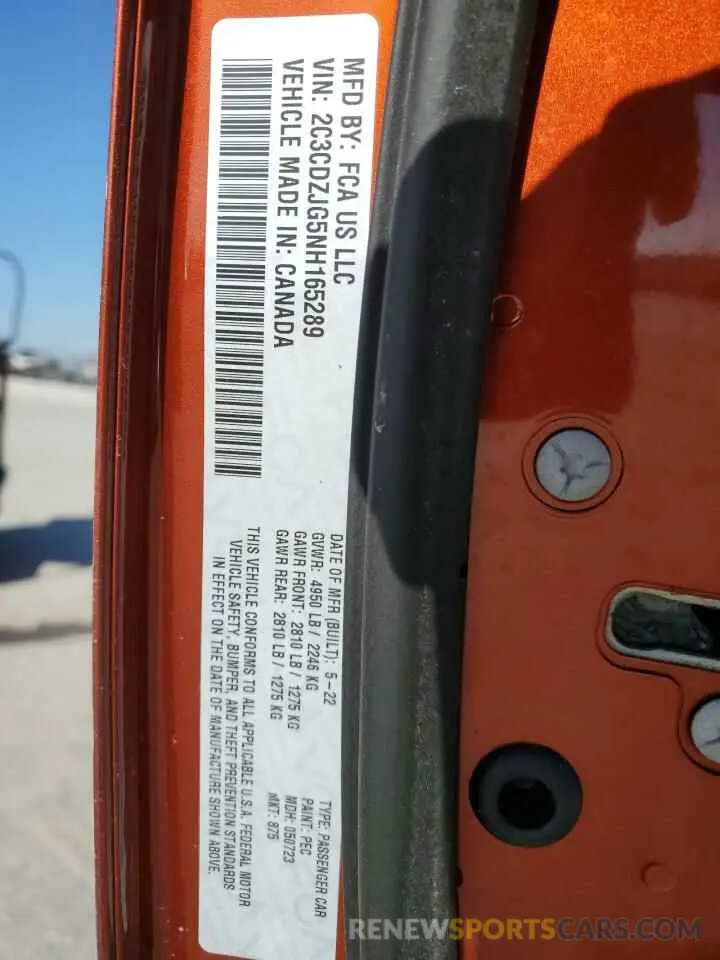 MFD BY: FCA US LLC
VIN: 2C3CDZJG5NH165289
VEHICLE MADE IN: CANADA
DATE OF MFR (BUILT): 5-22
GVWR: 4950 LB / 2246 KG
GAWR FRONT: 2810 LB / 1275 KG
GAWR REAR: 2810 LB / 1275 KG
TYPE: PASSENGER CAR
PAINT: PEC
MDH: 050723
MKT: 876
THIS VEHICLE CONFORMS TO ALL APPLICABLE U.S.A. FEDERAL MOTOR
VEHICLE SAFETY, BUMPER, AND THEFT PREVENTION STANDARDS
IN EFFECT ON THE DATE OF MANUFACTURE SHOWN ABOVE.
RENEWSPORTSCARS.COM